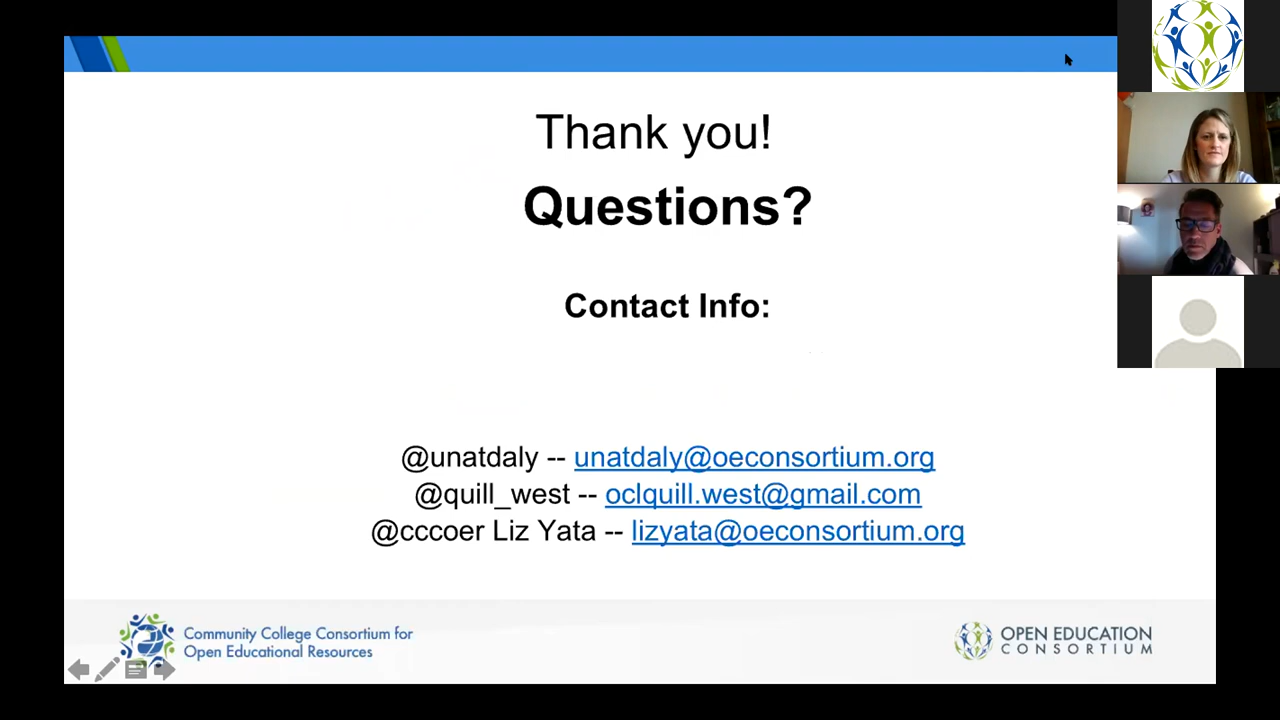 Thank you!
Questions?
Contact Info:
@unatdaly -- unatdaly@oeconsortium.org
@quill_west -- oclquill.west@gmail.com
@cccoer Liz Yata -- lizyata@oeconsortium.org
Community College Consortium for
Open Educational Resources
OPEN EDUCATION
CONSORTIUM